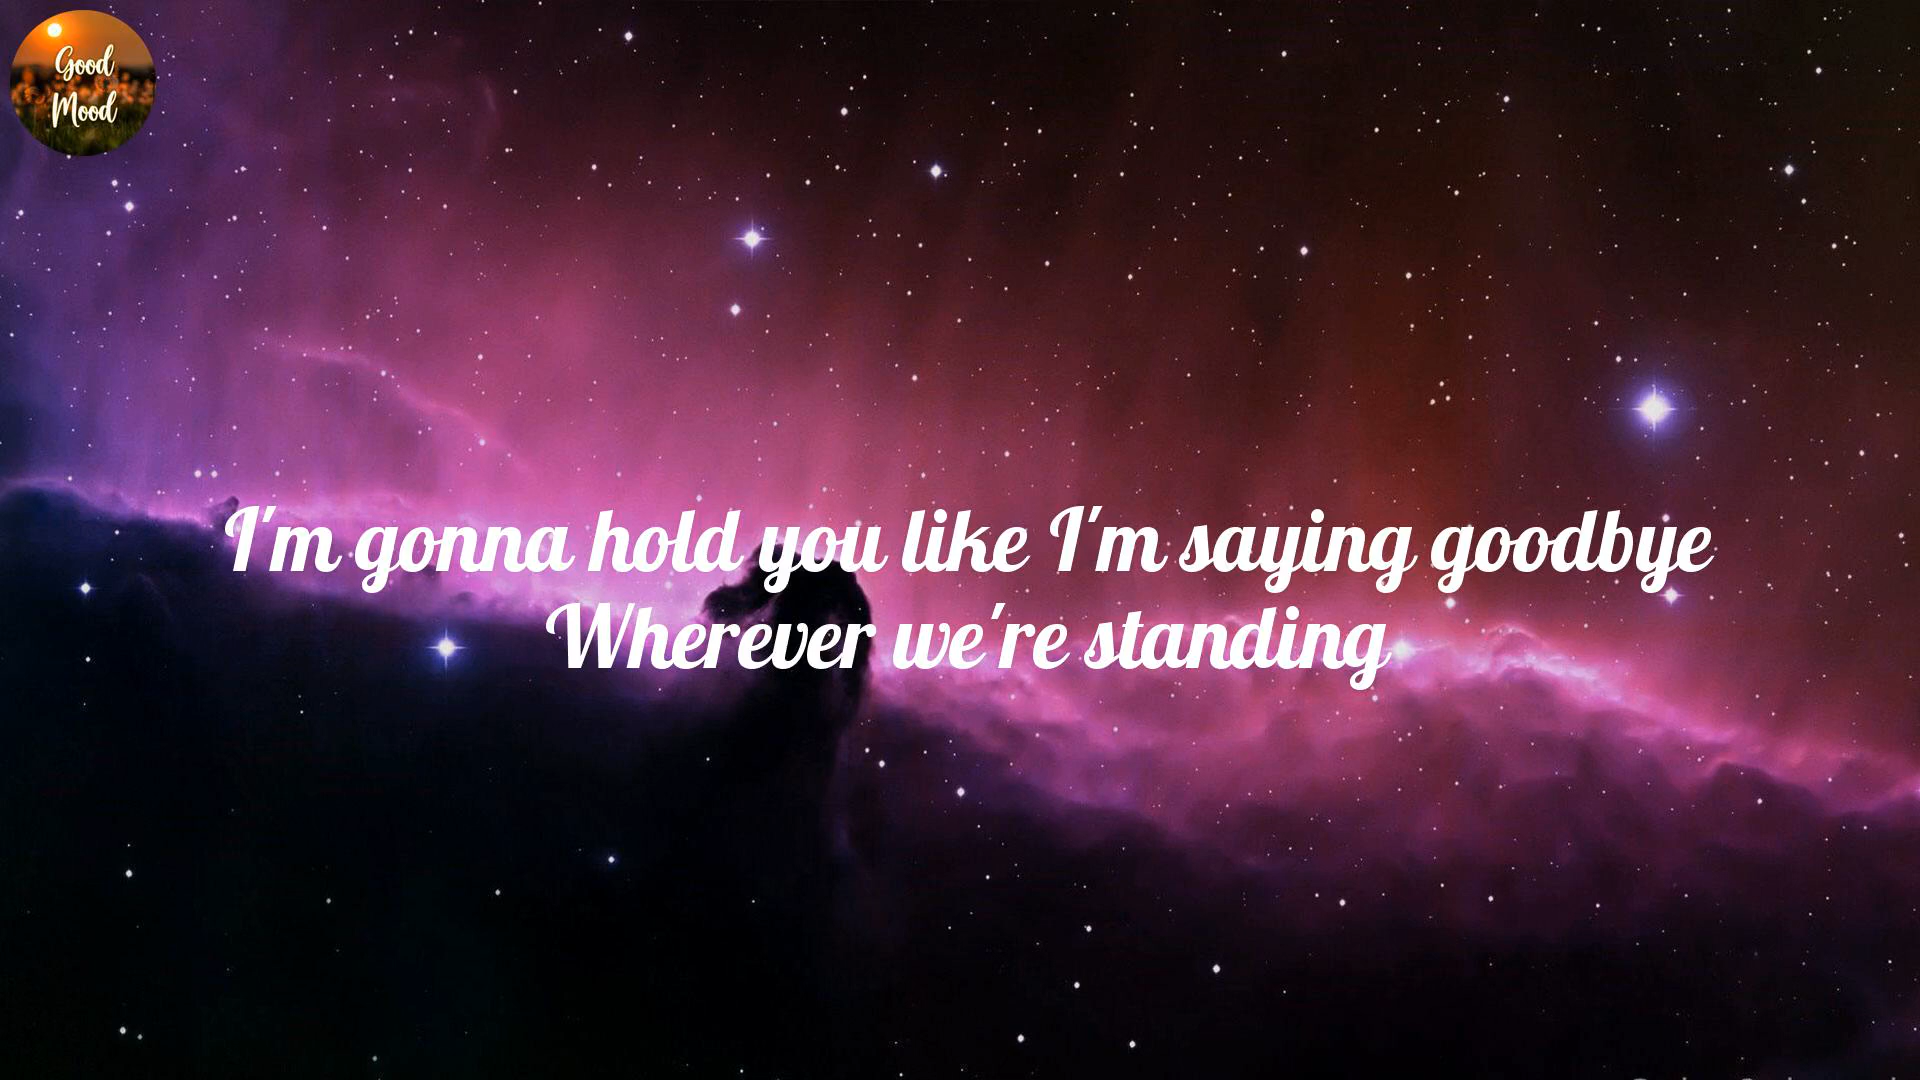 Good
Mood
I'm gonna hold you like I'm saying goodbye
Wherever we're standing